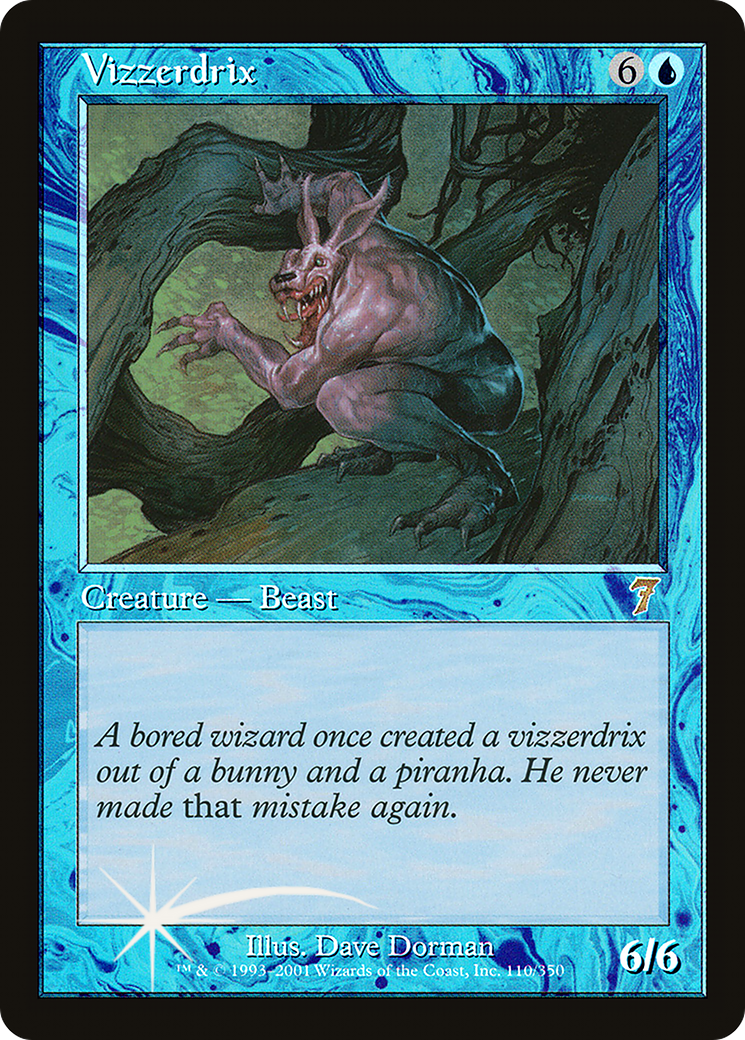 Vizzerdrix 6
Creature — Beast 7
A bored wizard once created a vizzerdrix
out of a bunny and a piranha. He never
made that mistake again.
Illus. Dave Dorman
™ & © 1993-2001 Wizards of the Coast, Inc. 110/350
6/6